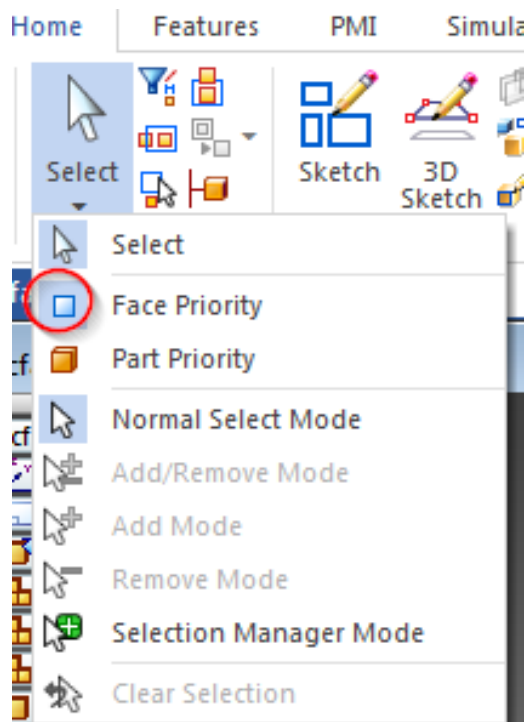 Home Features PMI Simula
Select Sketch 3D
Sketch
Select
Face Priority
Part Priority
Normal Select Mode
Add/Remove Mode
Add Mode
Remove Mode
Selection Manager Mode
Clear Selection